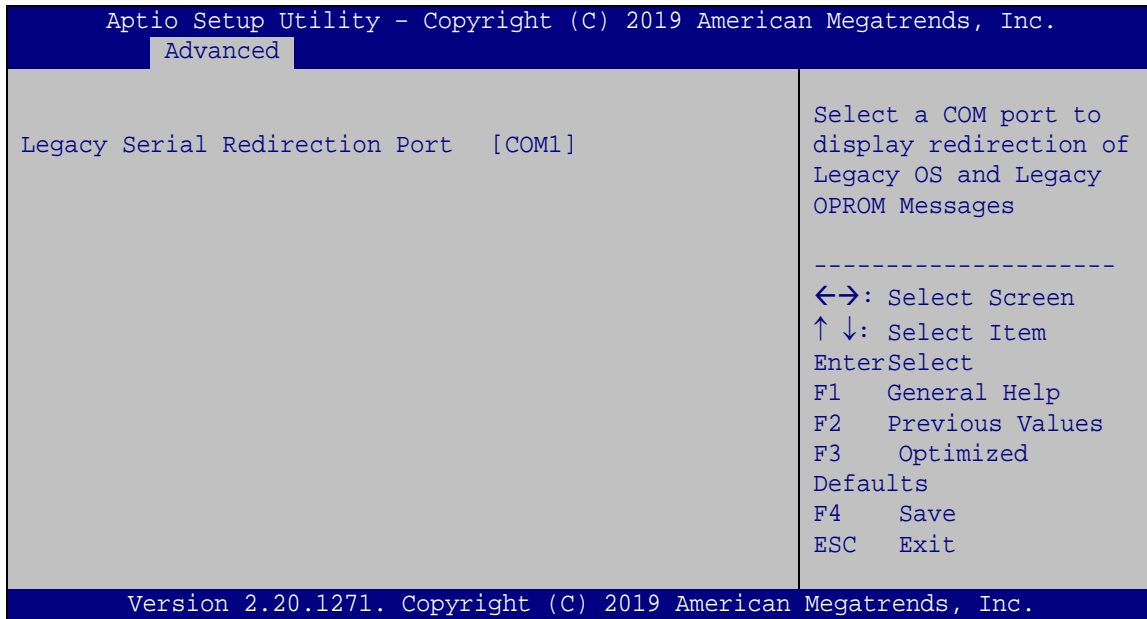 Aptio Setup Utility – Copyright (C) 2019 American Megatrends, Inc.
Advanced
Legacy Serial Redirection Port [COM1]
Select a COM port to
display redirection of
Legacy OS and Legacy
OPROM Messages
---------------------
←→: Select Screen
↑ ↓: Select Item
EnterSelect
F1 General Help
F2 Previous Values
F3 Optimized
Defaults
F4 Save
ESC Exit
Version 2.20.1271. Copyright (C) 2019 American Megatrends, Inc.